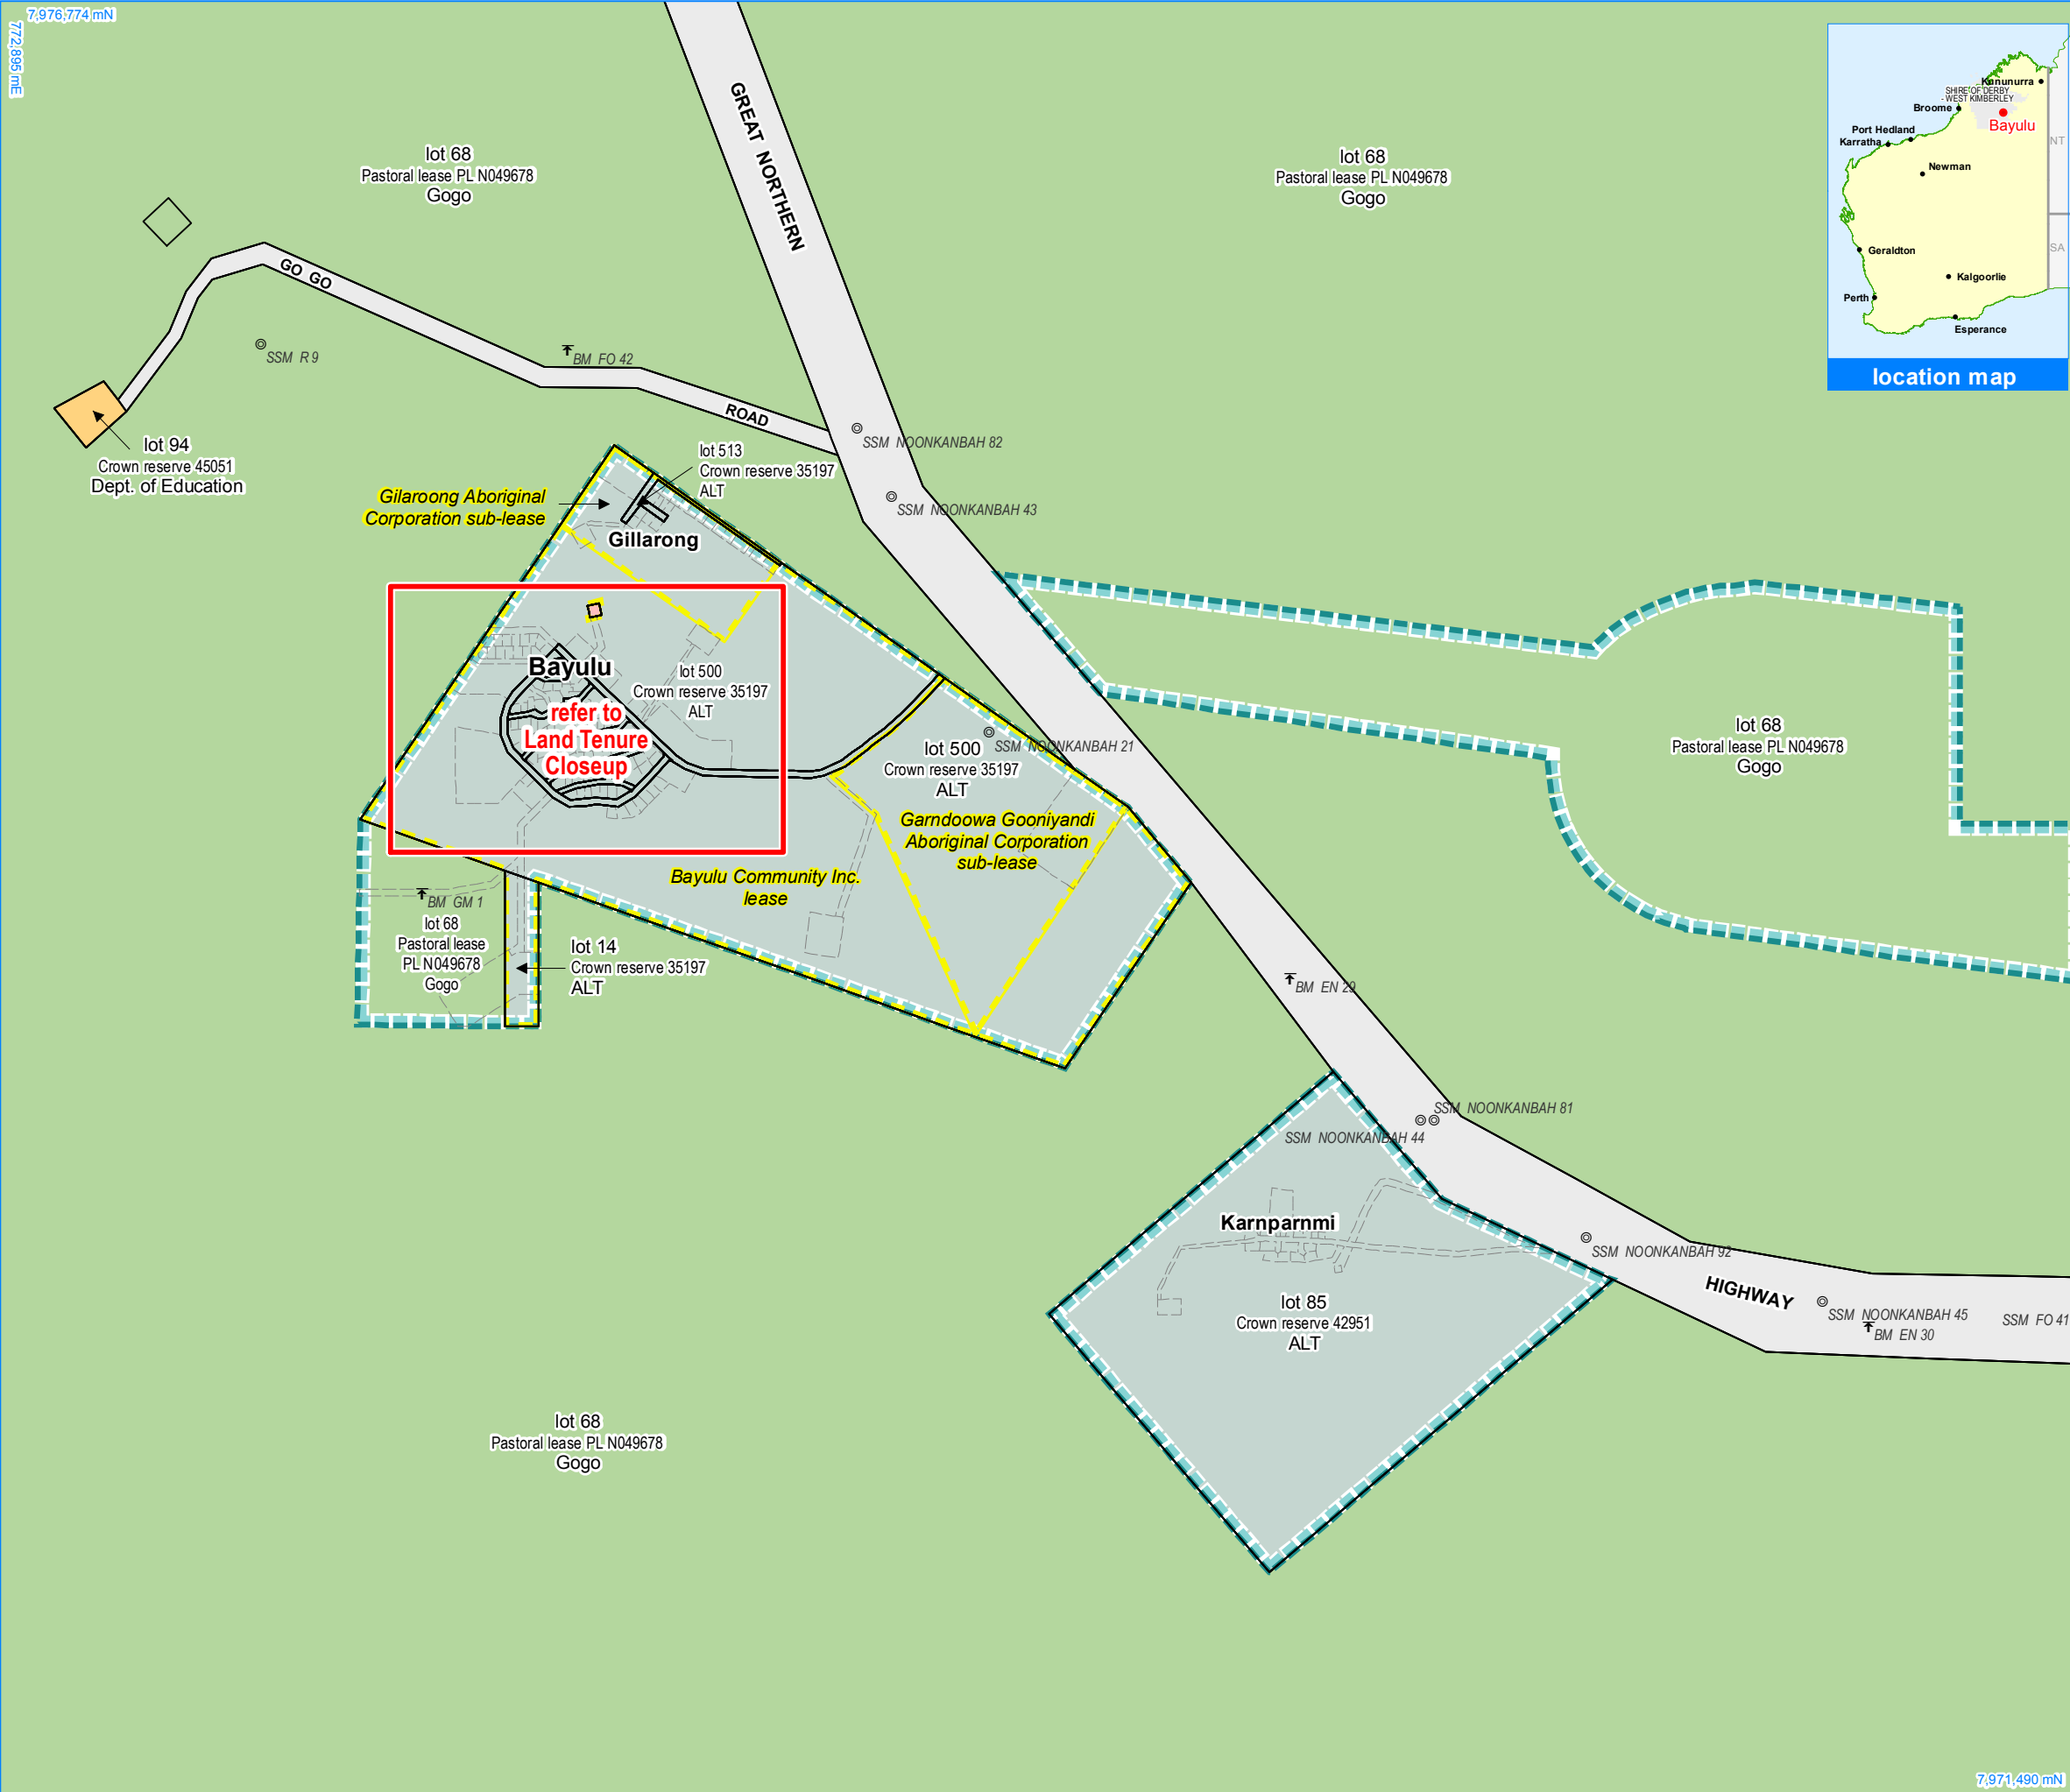 7,976,774 mN
772,895 mE
GREAT NORTHERN
lot 68
Pastoral lease PL N049678
Gogo
lot 68
Pastoral lease PL N049678
Gogo
Kununurra
SHIRE OF DERBY
- WEST KIMBERLEY
Broome
Bayulu
Port Hedland
Karratha
NT
Newman
Geraldton
SA
Kalgoorlie
Perth
Esperance
location map
GO GO
ROAD
SSM R 9
BM FO 42
lot 94
Crown reserve 45051
Dept. of Education
SSM NOONKANBAH 82
lot 513
Crown reserve 35197
ALT
Gilaroong Aboriginal
Corporation sub-lease
SSM NOONKANBAH 43
Gillarong
Bayulu
refer to
Land Tenure
Closeup
lot 500
Crown reserve 35197
ALT
SSM NOONKANBAH 21
lot 500
Crown reserve 35197
ALT
lot 68
Pastoral lease PL N049678
Gogo
Garndoowa Gooniyandi
Aboriginal Corporation
sub-lease
Bayulu Community Inc.
lease
BM GM 1
lot 68
Pastoral lease
PL N049678
Gogo
lot 14
Crown reserve 35197
ALT
BM EN 29
SSM NOONKANBAH 81
SSM NOONKANBAH 44
Karnparnmi
SSM NOONKANBAH 92
HIGHWAY
lot 85
Crown reserve 42951
ALT
SSM NOONKANBAH 45
BM EN 30
SSM FO 41
lot 68
Pastoral lease PL N049678
Gogo
7,971,490 mN